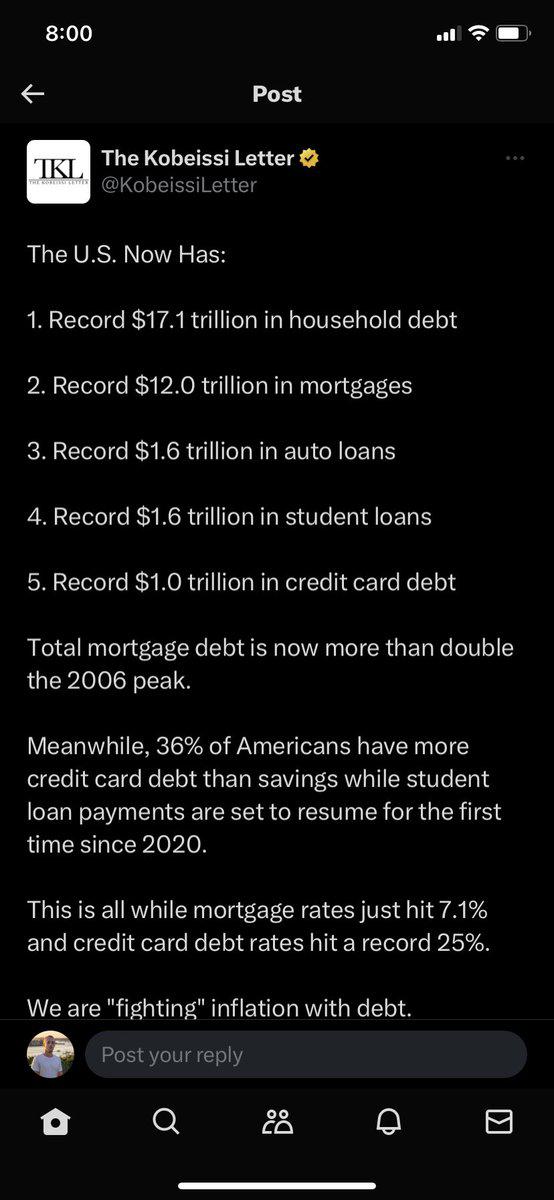 8:00
Post
TKL
THE KOBEISSI LETTER
The Kobeissi Letter
@KobeissiLetter
The U.S. Now Has:
1. Record $17.1 trillion in household debt
2. Record $12.0 trillion in mortgages
3. Record $1.6 trillion in auto loans
4. Record $1.6 trillion in student loans
5. Record $1.0 trillion in credit card debt
Total mortgage debt is now more than double
the 2006 peak.
Meanwhile, 36% of Americans have more
credit card debt than savings while student
loan payments are set to resume for the first
time since 2020.
This is all while mortgage rates just hit 7.1%
and credit card debt rates hit a record 25%.
We are "fighting" inflation with debt.
Post your reply